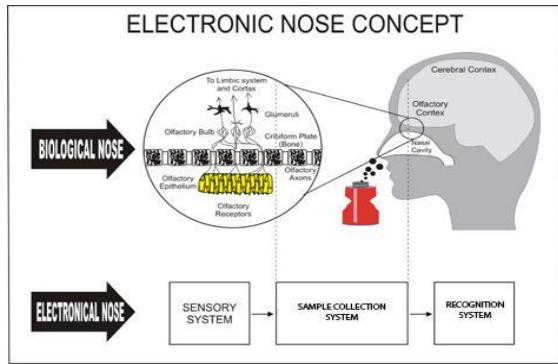 ELECTRONIC NOSE CONCEPT
BIOLOGICAL NOSE
To Limbic system
and Cortax
Glumeruli
Olfactory Bulb
Cribiform Plate
(Bone)
Olfactory
Axons
Olfactory
Epithelium
Olfactory
Receptors
Cerebral Contex
Olfactory
Contex
Nasal
Cavity
ELECTRONICAL NOSE
SENSORY
SYSTEM
SAMPLE COLLECTION
SYSTEM
RECOGNITION
SYSTEM